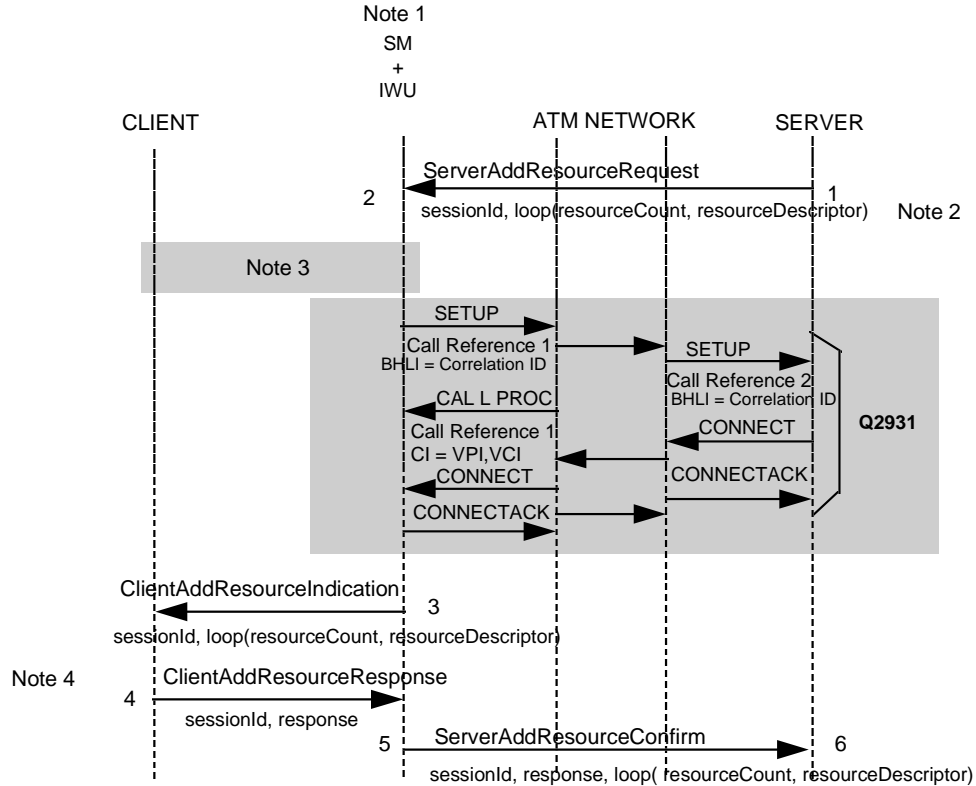 Note 1
SM
+
IWU
CLIENT
ATM NETWORK
SERVER
ServerAddResourceRequest
2
1
sessionId, loop(resourceCount, resourceDescriptor)
Note 2
Note 3
SETUP
Call Reference 1
BHLI = Correlation ID
SETUP
Call Reference 2
BHLI = Correlation ID
CAL L PROC
Call Reference 1
CI = VPI,VCI
CONNECT
Q2931
CONNECT
CONNECTACK
CONNECTACK
ClientAddResourceIndication
3
sessionId, loop(resourceCount, resourceDescriptor)
Note 4
4
ClientAddResourceResponse
sessionId, response
5
ServerAddResourceConfirm
6
sessionId, response, loop( resourceCount, resourceDescriptor)